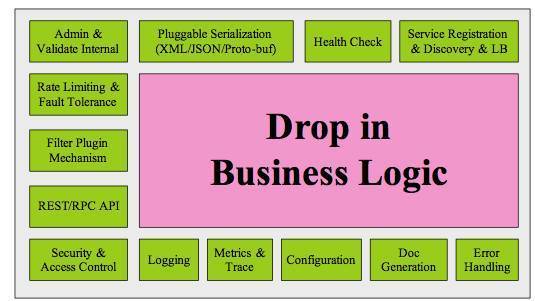 Admin &
Validate Internal
Pluggable Serialization
(XML/JSON/Proto-buf)
Health Check
Service Registration
& Discovery & LB
Rate Limiting &
Fault Tolerance
Filter Plugin
Mechanism
REST/RPC API
Drop in
Business Logic
Security &
Access Control
Logging
Metrics &
Trace
Configuration
Doc
Generation
Error
Handling